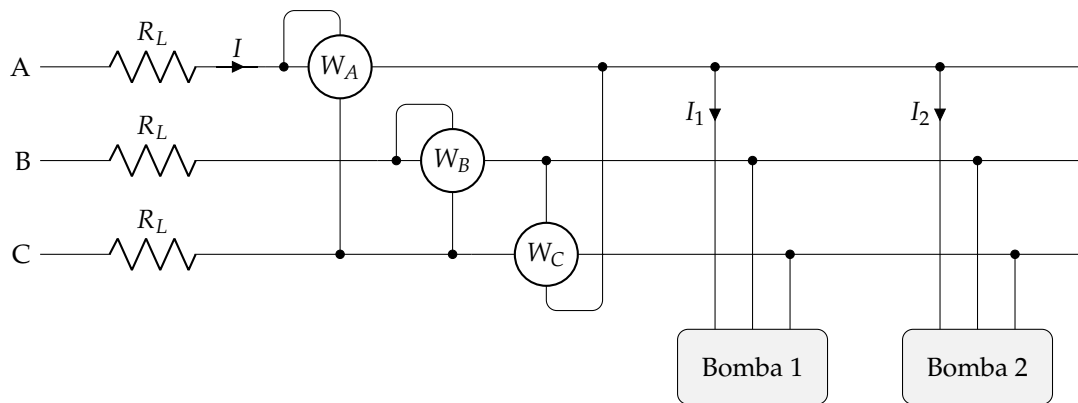 R_L
A
I
W_A
I_1
I_2
R_L
B
W_B
R_L
C
W_C
Bomba 1
Bomba 2